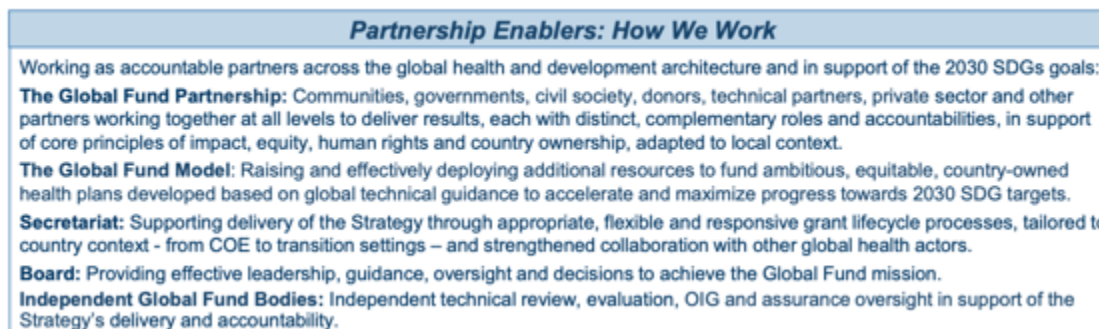 Partnership Enablers: How We Work
Working as accountable partners across the global health and development architecture and in support of the 2030 SDGs goals:
The Global Fund Partnership: Communities, governments, civil society, donors, technical partners, private sector and other
partners working together at all levels to deliver results, each with distinct, complementary roles and accountabilities, in support
of core principles of impact, equity, human rights and country ownership, adapted to local context.
The Global Fund Model: Raising and effectively deploying additional resources to fund ambitious, equitable, country-owned
health plans developed based on global technical guidance to accelerate and maximize progress towards 2030 SDG targets.
Secretariat: Supporting delivery of the Strategy through appropriate, flexible and responsive grant lifecycle processes, tailored to
country context - from COE to transition settings – and strengthened collaboration with other global health actors.
Board: Providing effective leadership, guidance, oversight and decisions to achieve the Global Fund mission.
Independent Global Fund Bodies: Independent technical review, evaluation, OIG and assurance oversight in support of the
Strategy's delivery and accountability.